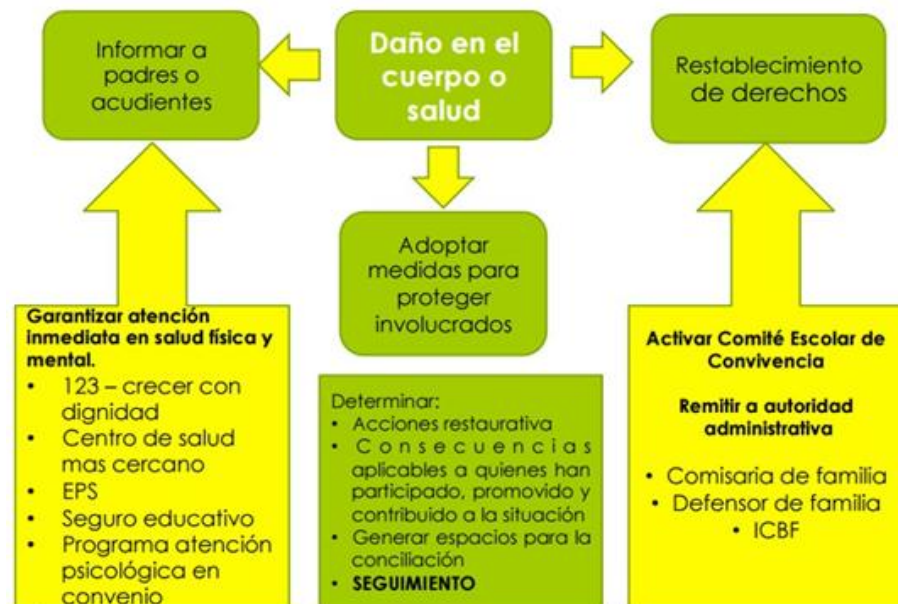 Informar a
padres o
acudientes
Daño en el
cuerpo o
salud
Restablecimiento
de derechos
Adoptar
medidas para
proteger
involucrados
Garantizar atención
inmediata en salud física y
mental.
• 123 – crecer con
dignidad
• Centro de salud
mas cercano
• EPS
• Seguro educativo
• Programa atención
psicológica en
convenio
Determinar:
• Acciones restaurativa
• Consecuencias
aplicables a quienes han
participado, promovido y
contribuido a la situación
• Generar espacios para la
conciliación
• SEGUIMIENTO
Activar Comité Escolar de
Convivencia
Remitir a autoridad
administrativa
• Comisaria de familia
• Defensor de familia
• ICBF